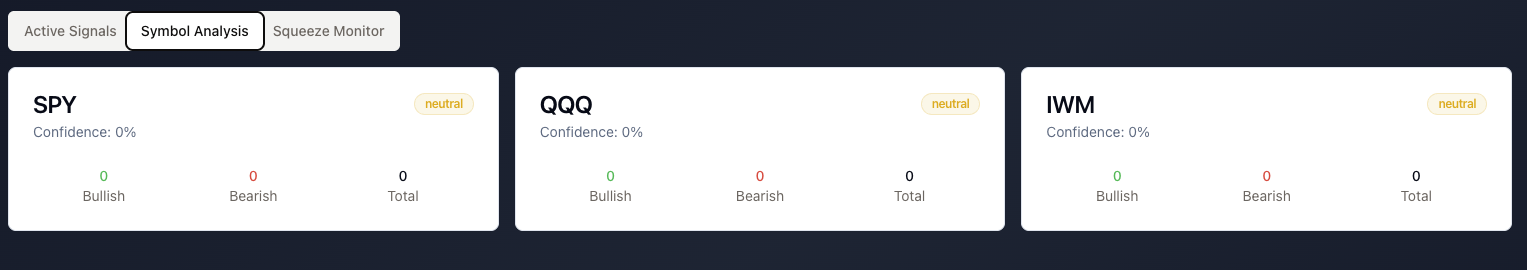 Active Signals Symbol Analysis Squeeze Monitor
SPY neutral
Confidence: 0%
0 0 0
Bullish Bearish Total
QQQ neutral
Confidence: 0%
0 0 0
Bullish Bearish Total
IWM neutral
Confidence: 0%
0 0 0
Bullish Bearish Total